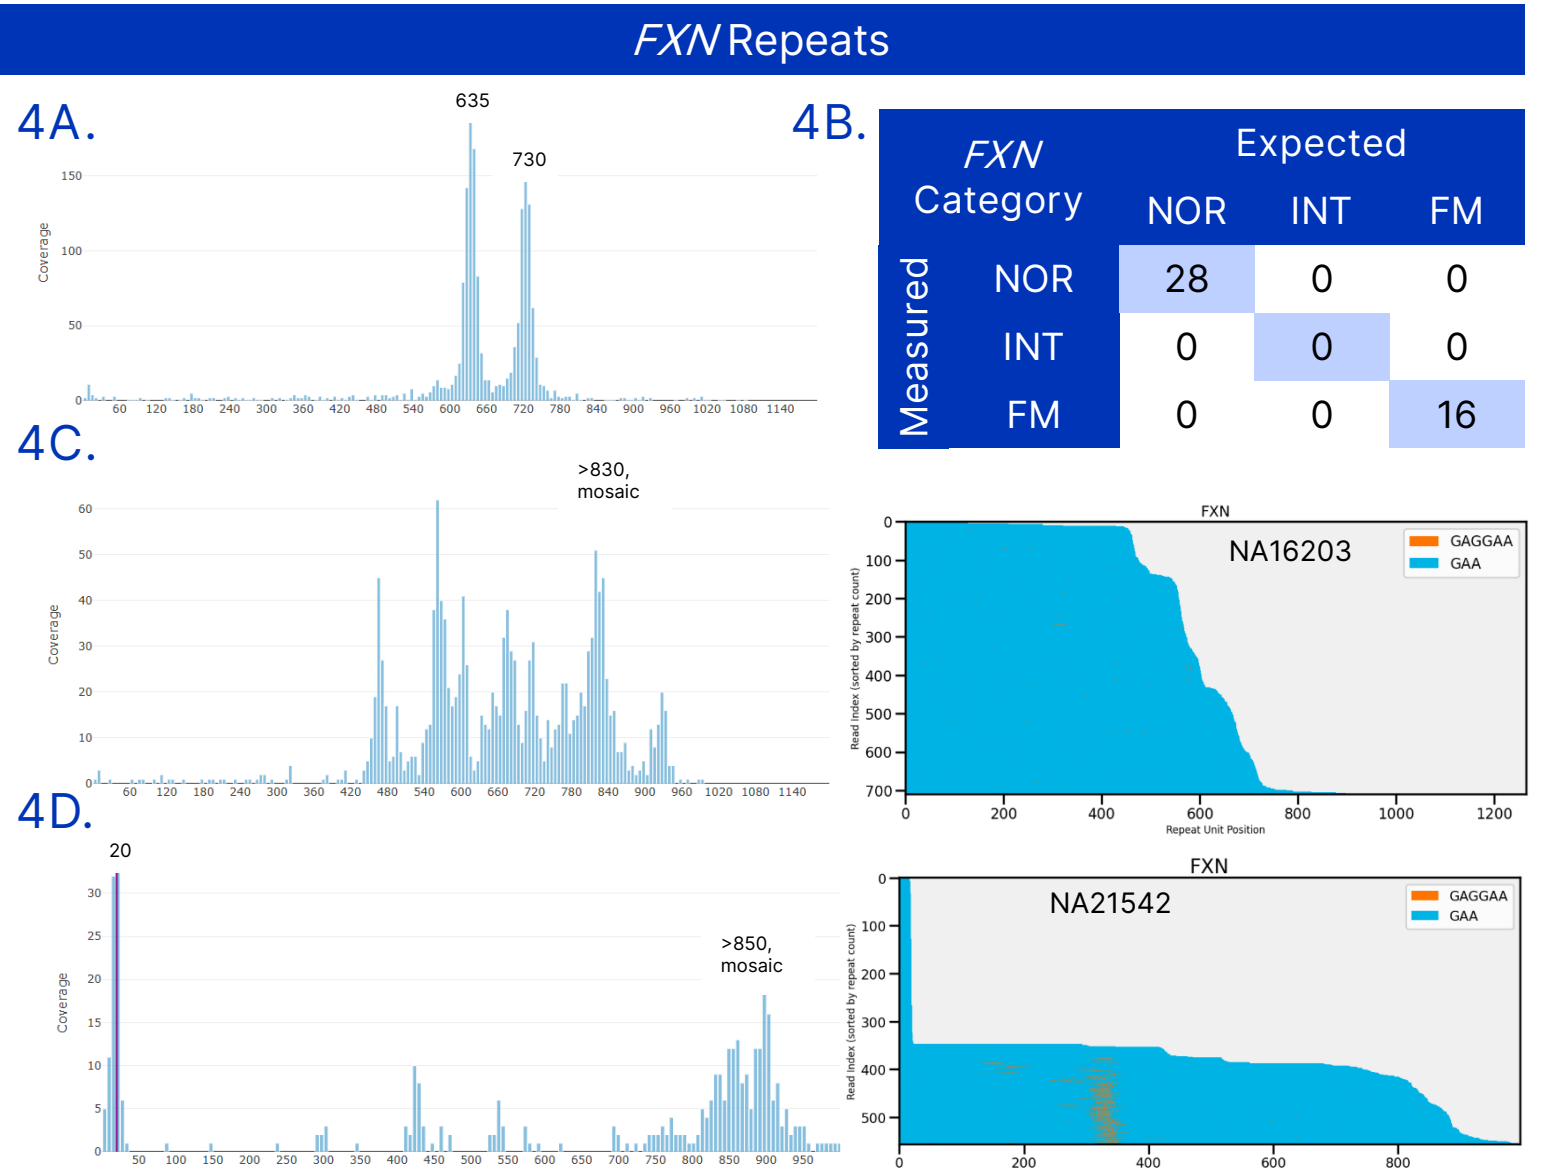 FXN Repeats
4A.
635
730
Coverage
150
100
50
0
60 120 180 240 300 360 420 480 540 600 660 720 780 840 900 960 1020 1080 1140
4B.
FXN Category
Expected
NOR INT FM
Measured
NOR 28 0 0
INT 0 0 0
FM 0 0 16
4C.
>830,
mosaic
Coverage
60
50
40
30
20
10
0
60 120 180 240 300 360 420 480 540 600 660 720 780 840 900 960 1020 1080 1140
FXN
NA16203
GAGGAA
GAA
Read Index (sorted by repeat count)
0
100
200
300
400
500
600
700
0 200 400 600 800 1000 1200
Repeat Unit Position
4D.
20
>850,
mosaic
Coverage
30
25
20
15
10
5
0
50 100 150 200 250 300 350 400 450 500 550 600 650 700 750 800 850 900 950
FXN
NA21542
GAGGAA
GAA
Read Index (sorted by repeat count)
0
100
200
300
400
500
0 200 400 600 800